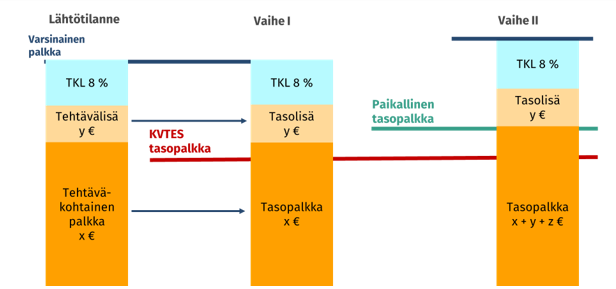 Lähtötilanne
Vaihe I
Vaihe II
Varsinainen
palkka
TKL 8 %
Tehtävälisä
y €
Tehtävä-
kohtainen
palkka
x €
KVTES
tasopalkka
TKL 8 %
Tasolisä
y €
Tasopalkka
x €
Paikallinen
tasopalkka
TKL 8 %
Tasolisä
y €
Tasopalkka
x + y + z €